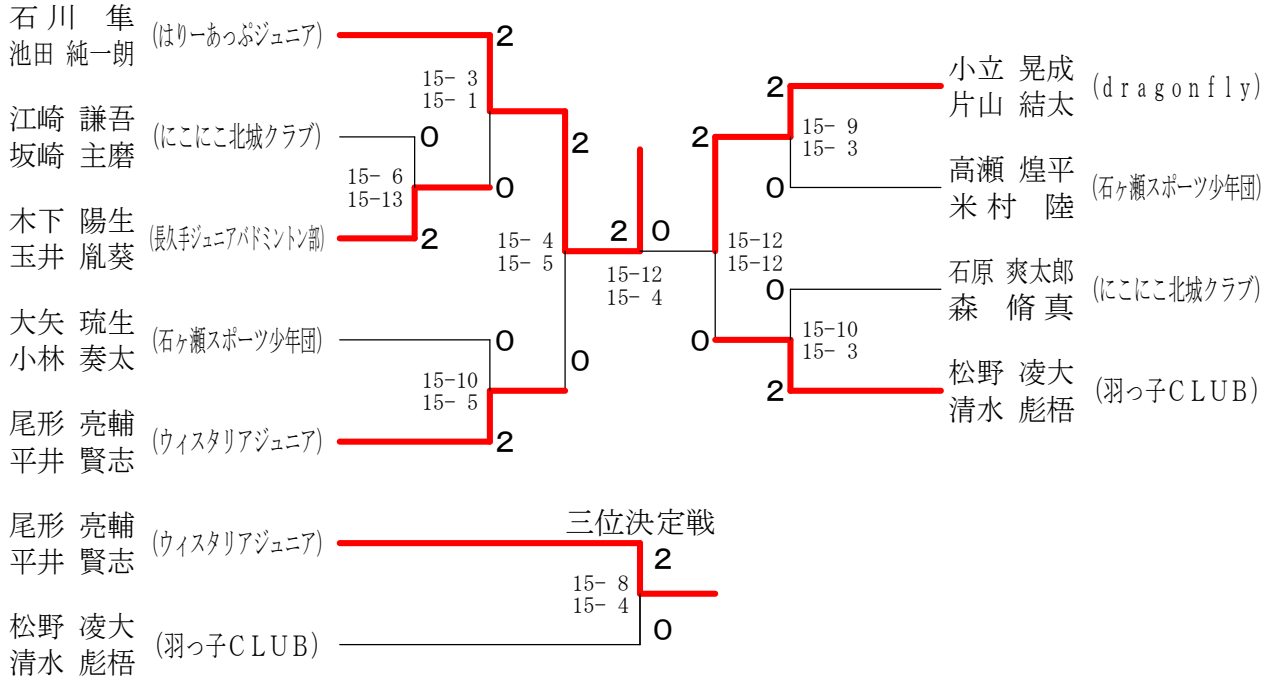 石川 隼
池田 純一朗
(はりーあっぷジュニア)
2
15- 3
15- 1
江崎 謙吾
坂崎 主磨
(にこにこ北城クラブ)
0
15- 6
15-13
0
木下 陽生
玉井 胤葵
(長久手ジュニアバドミントン部)
2
2
15- 4
15- 5
大矢 琉生
小林 奏太
(石ヶ瀬スポーツ少年団)
0
0
15-10
15- 5
尾形 亮輔
平井 賢志
(ウィスタリアジュニア)
2
2 0
15-12
15- 4
小立 晃成
片山 結太
(dragonfly)
2
2
15- 9
15- 3
高瀬 煌平
米村 陸
(石ヶ瀬スポーツ少年団)
0
15-12
15-12
石原 爽太郎
森 脩真
(にこにこ北城クラブ)
0
0
15-10
15- 3
松野 凌大
清水 彪梧
(羽っ子CLUB)
2
三位決定戦
尾形 亮輔
平井 賢志
(ウィスタリアジュニア)
2
15- 8
15- 4
松野 凌大
清水 彪梧
(羽っ子CLUB)
0